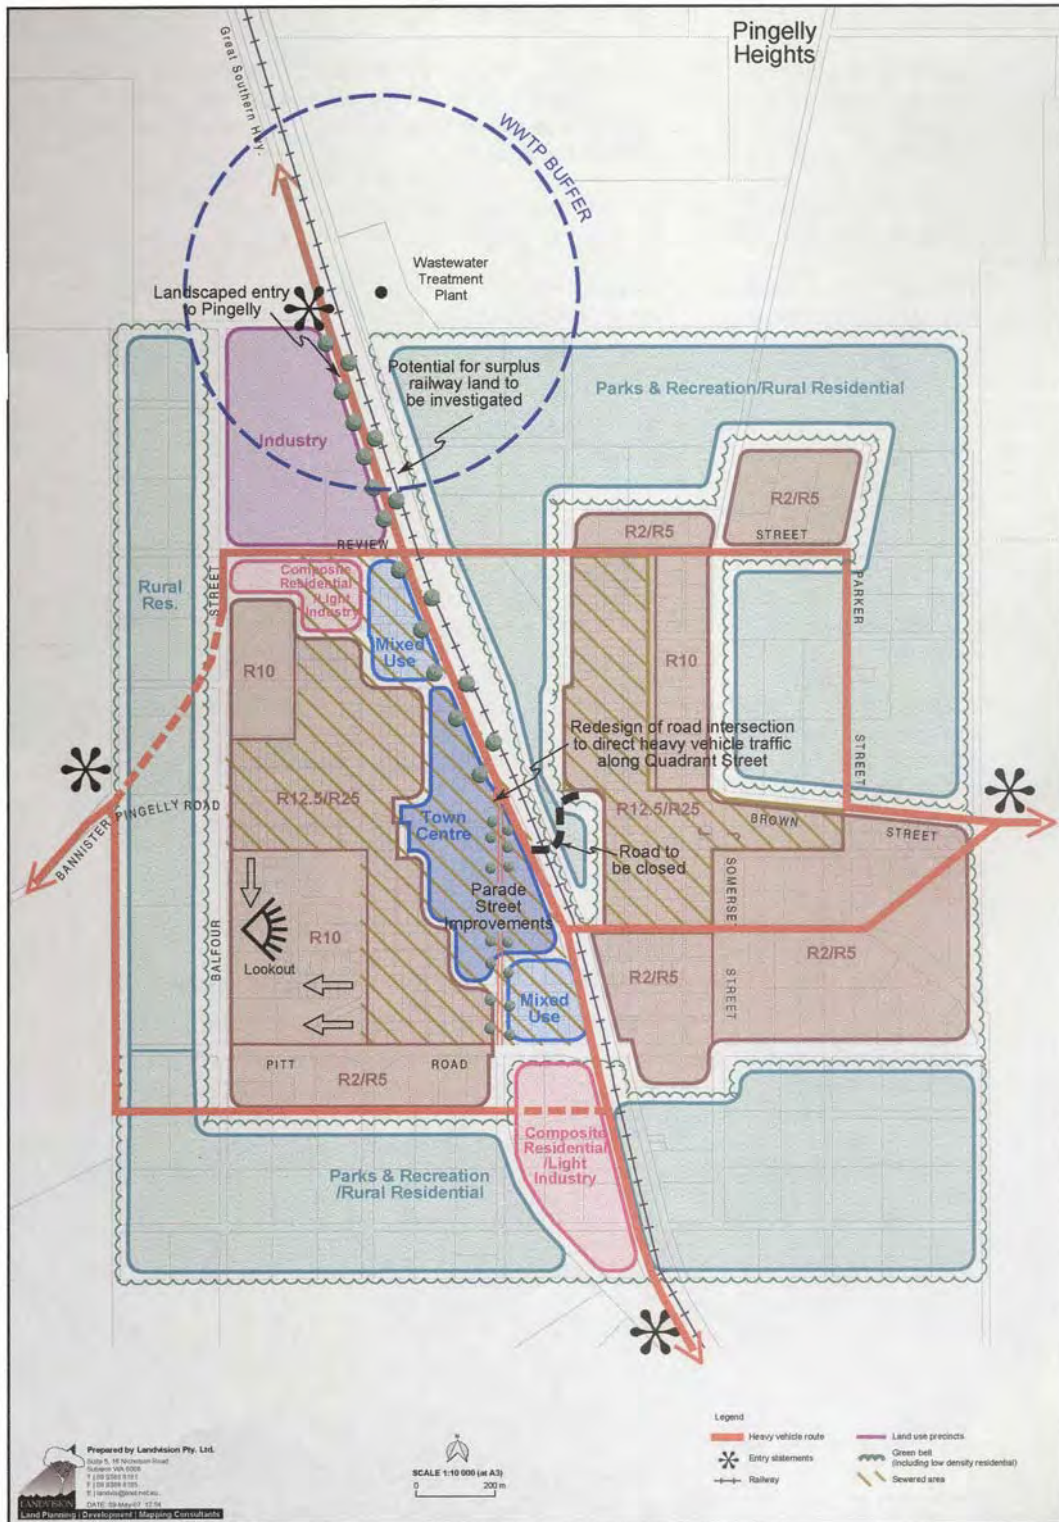 Pingelly
Heights
Great Southern Hwy.
WWTP BUFFER
Wastewater
Treatment
Plant
Landscaped entry
to Pingelly
Potential for surplus
railway land to
be investigated
Parks & Recreation/Rural Residential
Industry
R2/R5
R2/R5
STREET
REVIEW
Composite
Residential
/Light
Industry
Rural
Res.
STREET
PARKER
Mixed
Use
R10
R10
Redesign of road intersection
to direct heavy vehicle traffic
along Quadrant Street
STREET
R12.5/R25
R12.5/R25
BANNISTER PINGELLY ROAD
Town
Centre
BROWN
STREET
Road to
be closed
Parade
Street
Improvements
SOMERSET
R10
Lookout
BALFOUR
R2/R5
R2/R5
STREET
Mixed
Use
PITT ROAD
R2/R5
Composite
Residential
/Light
Industry
Parks & Recreation
/Rural Residential
Legend
Heavy vehicle route
Land use precincts
Entry statements
Green belt
(including low density residential)
Railway
Sewered area
N
SCALE 1:10 000 (at A3)
0 200 m
Prepared by Landvision Pty. Ltd.
Subiaco WA 6008
DATE: 09-May-07
LANDVISION
Land Planning | Development | Mapping Consultants